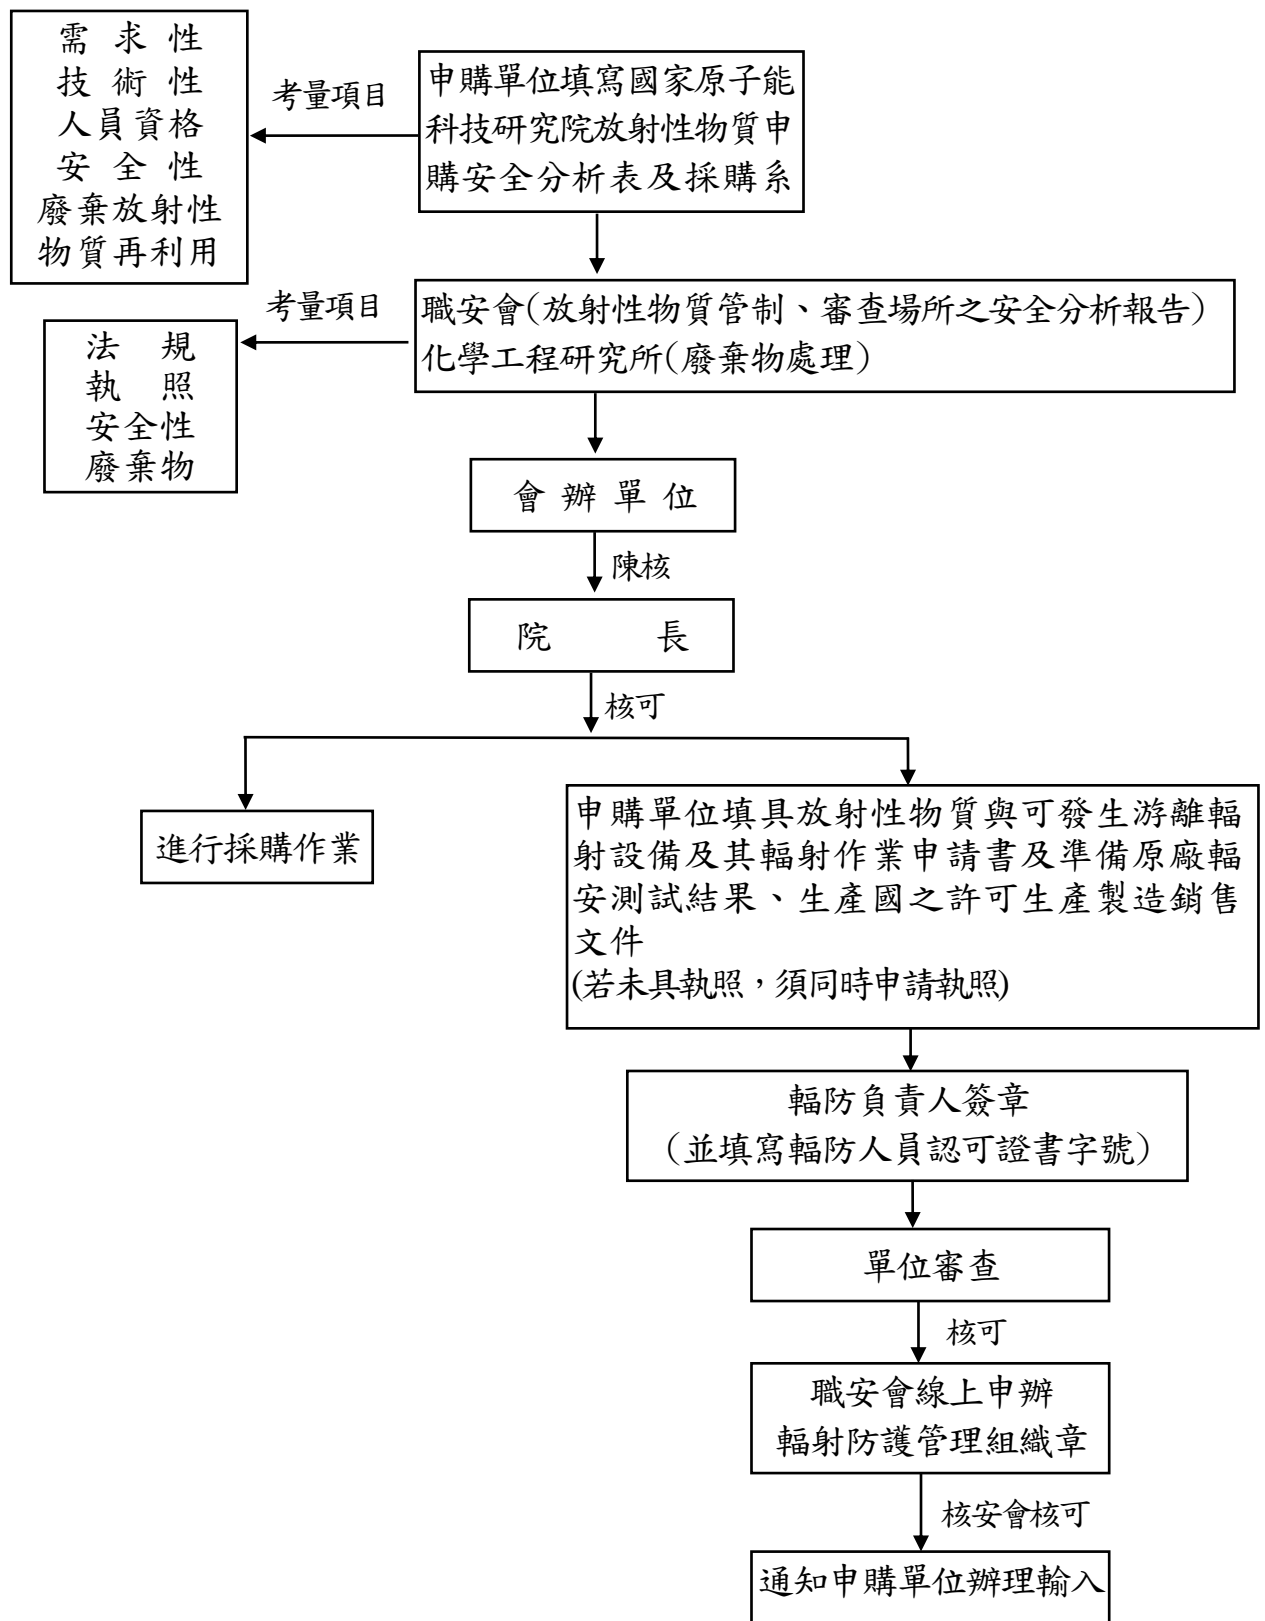 需求性
技術性
人員資格
安全性
廢棄放射性
物質再利用
考量項目
申購單位填寫國家原子能
科技研究院放射性物質申
購安全分析表及採購系
考量項目
職安會(放射性物質管制、審查場所之安全分析報告)
化學工程研究所(廢棄物處理)
法規
執照
安全性
廢棄物
會辦單位
陳核
院長
核可
進行採購作業
申購單位填具放射性物質與可發生游離輻
射設備及其輻射作業申請書及準備原廠輻
安測試結果、生產國之許可生產製造銷售
文件
(若未具執照，須同時申請執照)
輻防負責人簽章
(並填寫輻防人員認可證書字號)
單位審查
核可
職安會線上申辦
輻射防護管理組織章
核安會核可
通知申購單位辦理輸入